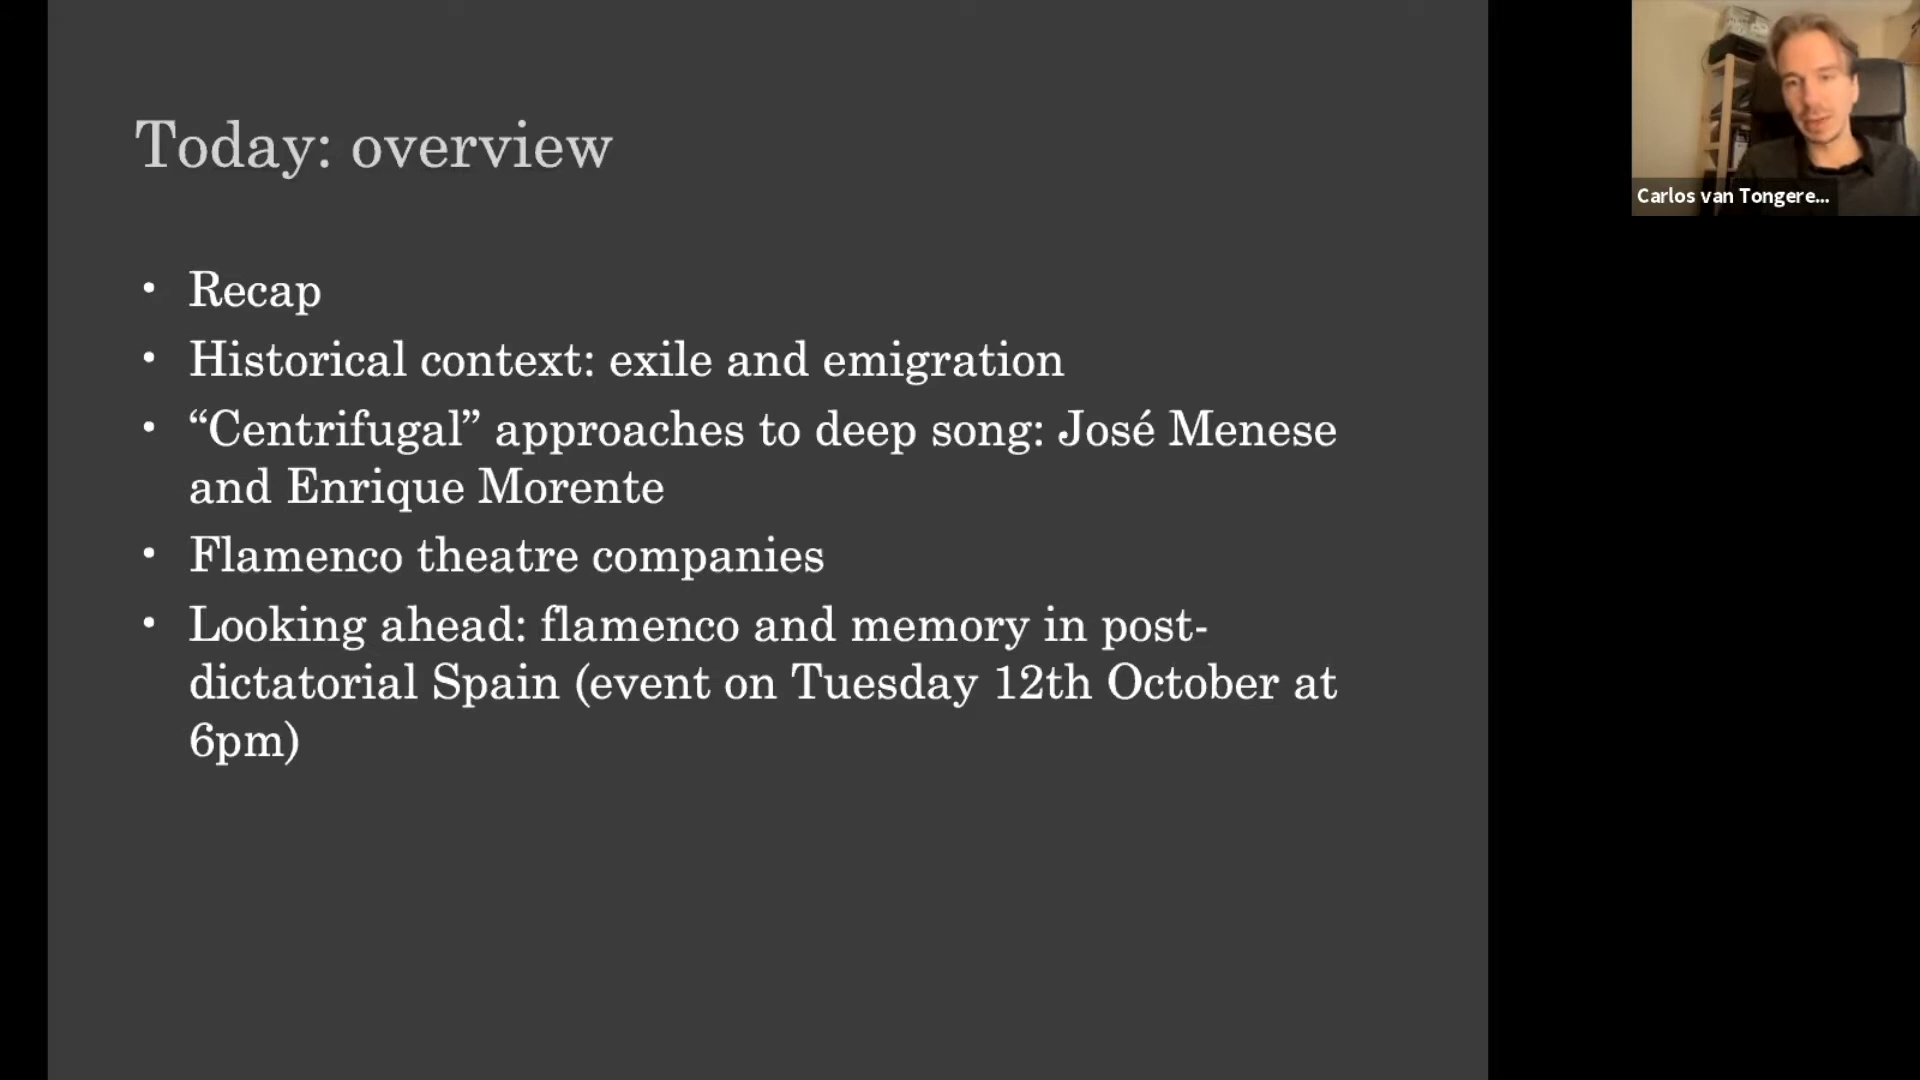 Today: overview
• Recap
• Historical context: exile and emigration
• “Centrifugal” approaches to deep song: José Menese
and Enrique Morente
• Flamenco theatre companies
• Looking ahead: flamenco and memory in post-
dictatorial Spain (event on Tuesday 12th October at
6pm)
Carlos van Tongere...